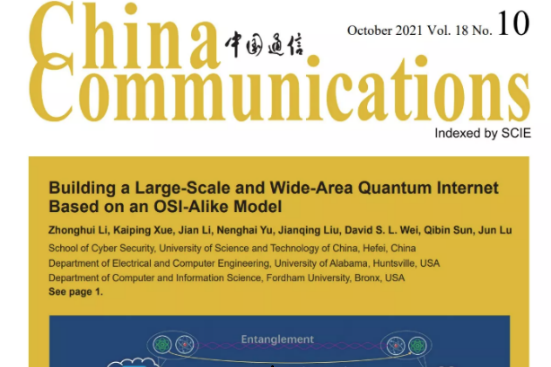 China
中国通信
October 2021 Vol. 18 No. 10
Communications
Indexed by SCIE
Building a Large-Scale and Wide-Area Quantum Internet
Based on an OSI-Alike Model
Zhonghui Li, Kaiping Xue, Jian Li, Nenghai Yu, Jianqing Liu, David S. L. Wei, Qibin Sun, Jun Lu
School of Cyber Security, University of Science and Technology of China, Hefei, China
Department of Electrical and Computer Engineering, University of Alabama, Huntsville, USA
Department of Computer and Information Science, Fordham University, Bronx, USA
See page 1.
Entanglement